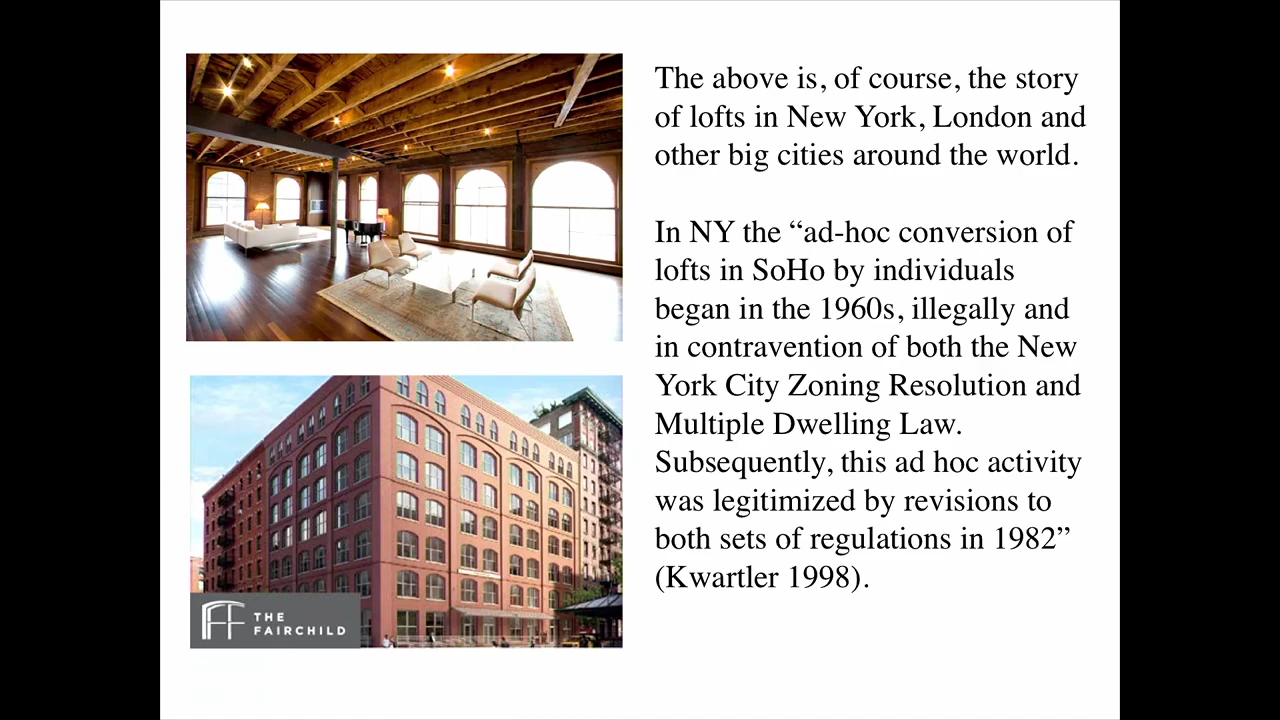 The above is, of course, the story
of lofts in New York, London and
other big cities around the world.
In NY the “ad-hoc conversion of
lofts in SoHo by individuals
began in the 1960s, illegally and
in contravention of both the New
York City Zoning Resolution and
Multiple Dwelling Law.
Subsequently, this ad hoc activity
was legitimized by revisions to
both sets of regulations in 1982”
(Kwartler 1998).
THE
FAIRCHILD